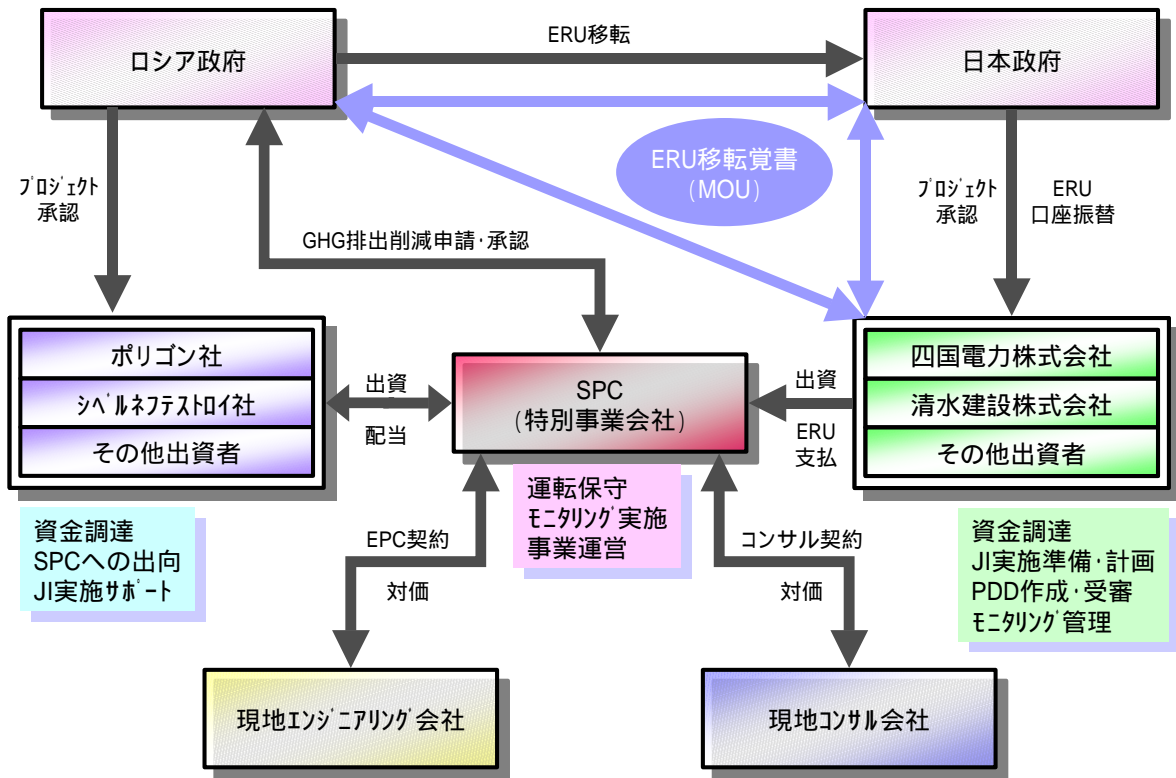 ロシア政府
ERU移転
日本政府
ERU移転覚書
(MOU)
ﾌﾟﾛｼﾞｪｸﾄ
承認
ﾌﾟﾛｼﾞｪｸﾄ
承認
ERU
口座振替
GHG排出削減申請･承認
ポリゴン社
ｼﾍﾞﾙﾈﾌﾃｽﾄﾛｲ社
その他出資者
出資
配当
SPC
(特別事業会社)
出資
ERU
支払
四国電力株式会社
清水建設株式会社
その他出資者
資金調達
SPCへの出向
JI実施ｻﾎﾟｰﾄ
運転保守
ﾓﾆﾀﾘﾝｸﾞ実施
事業運営
資金調達
JI実施準備･計画
PDD作成･受審
ﾓﾆﾀﾘﾝｸﾞ管理
EPC契約
対価
コンサル契約
対価
現地ｴﾝｼﾞﾆｱﾘﾝｸﾞ会社
現地ｺﾝｻﾙ会社